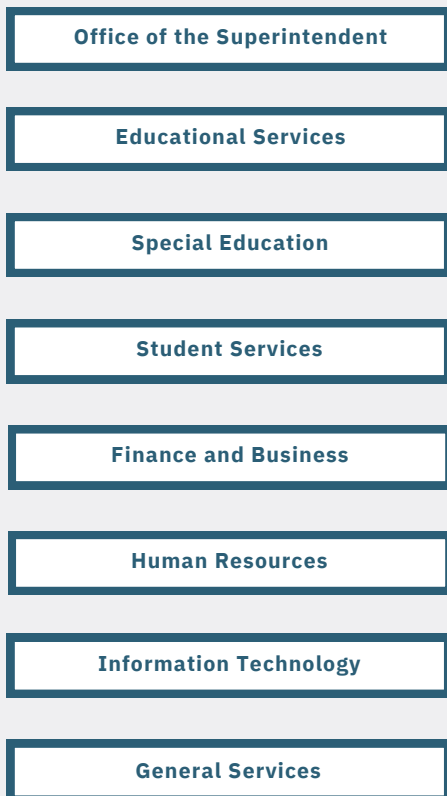 Office of the Superintendent
Educational Services
Special Education
Student Services
Finance and Business
Human Resources
Information Technology
General Services